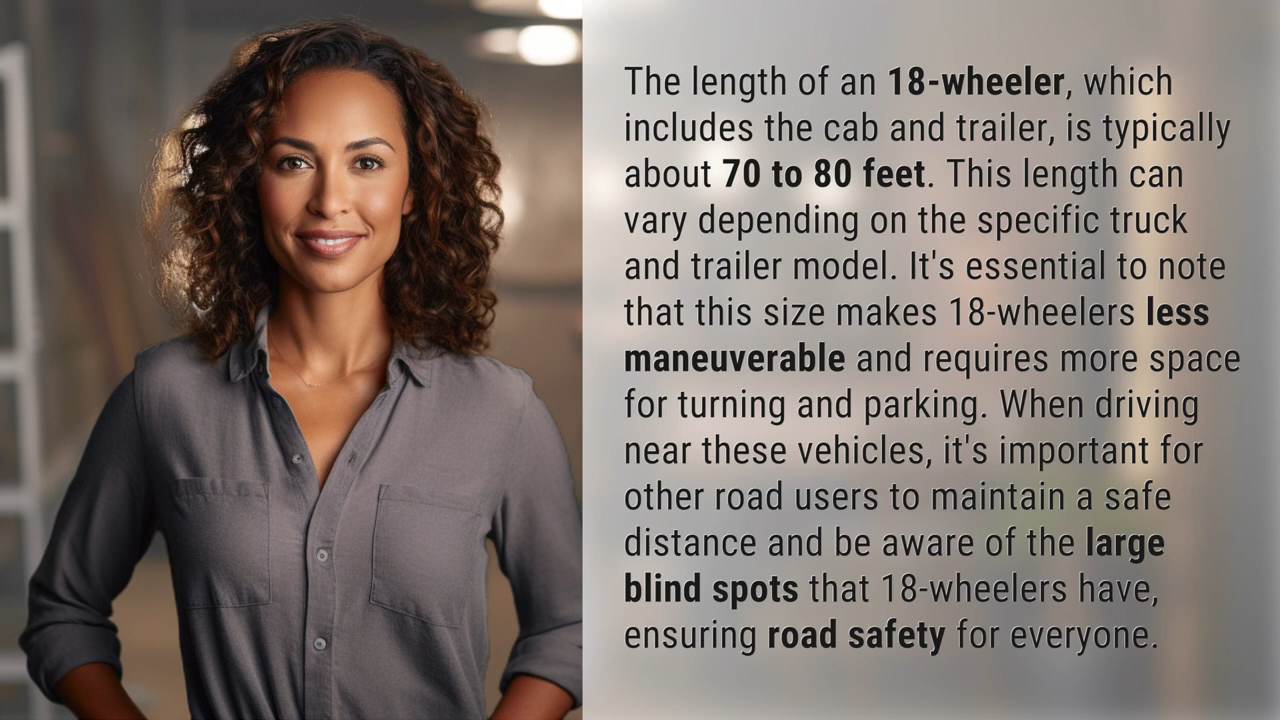 The length of an 18-wheeler, which
includes the cab and trailer, is typically
about 70 to 80 feet. This length can
vary depending on the specific truck
and trailer model. It's essential to note
that this size makes 18-wheelers less
maneuverable and requires more space
for turning and parking. When driving
near these vehicles, it's important for
other road users to maintain a safe
distance and be aware of the large
blind spots that 18-wheelers have,
ensuring road safety for everyone.